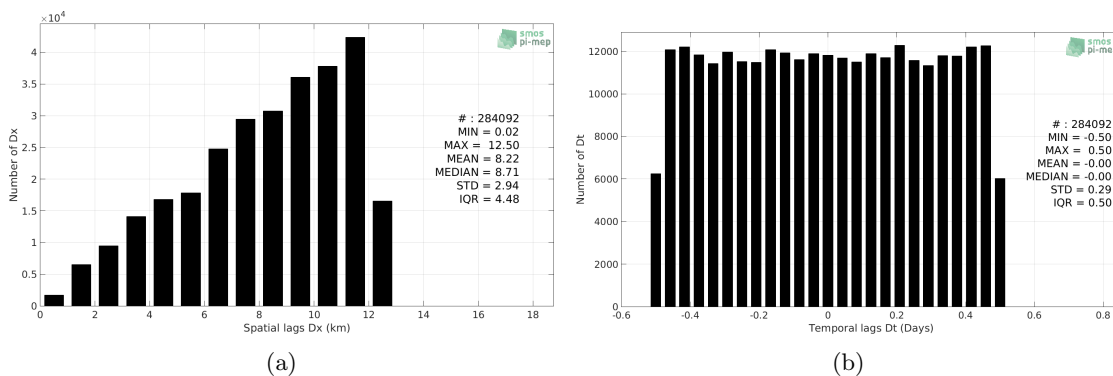 ×10⁴
4
3.5
3
2.5
2
1.5
1
0.5
0
0 2 4 6 8 10 12 14 16 18
Number of Dx
Spatial lags Dx (km)
smos
pi-mep
# : 284092
MIN = 0.02
MAX = 12.50
MEAN = 8.22
MEDIAN = 8.71
STD = 2.94
IQR = 4.48
(a)
12000
10000
8000
6000
4000
2000
0
-0.6 -0.4 -0.2 0 0.2 0.4 0.6 0.8
Number of Dt
Temporal lags Dt (Days)
smos
pi-me
# : 284092
MIN = -0.50
MAX = 0.50
MEAN = -0.00
MEDIAN = -0.00
STD = 0.29
IQR = 0.50
(b)